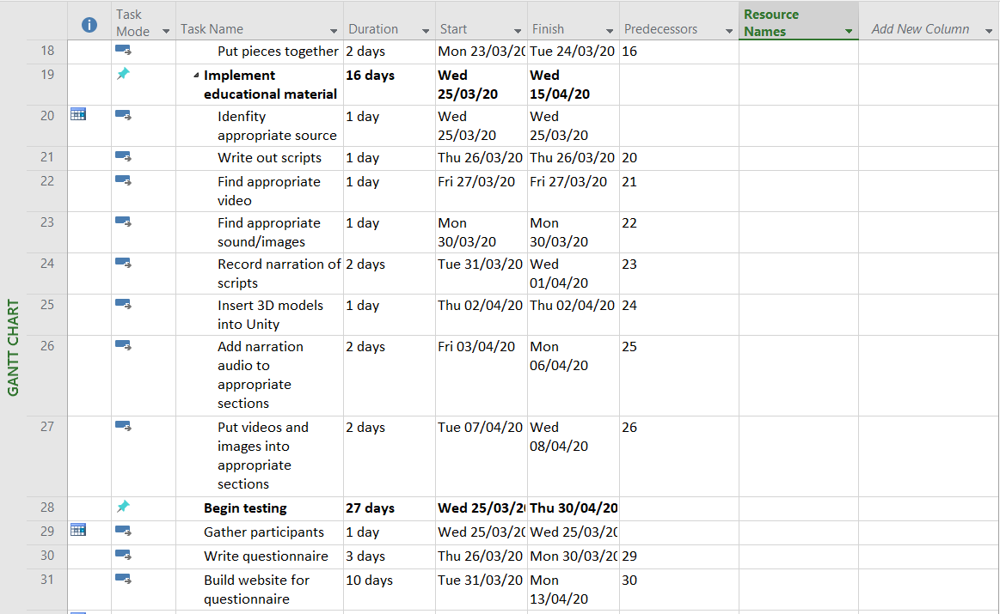 Task Mode Task Name Duration Start Finish Predecessors Resource Names Add New Column
GANTT CHART
18 Put pieces together 2 days Mon 23/03/20 Tue 24/03/20 16
19 Implement educational material 16 days Wed 25/03/20 Wed 15/04/20
20 Idenfity appropriate source 1 day Wed 25/03/20 Wed 25/03/20
21 Write out scripts 1 day Thu 26/03/20 Thu 26/03/20 20
22 Find appropriate video 1 day Fri 27/03/20 Fri 27/03/20 21
23 Find appropriate sound/images 1 day Mon 30/03/20 Mon 30/03/20 22
24 Record narration of scripts 2 days Tue 31/03/20 Wed 01/04/20 23
25 Insert 3D models into Unity 1 day Thu 02/04/20 Thu 02/04/20 24
26 Add narration audio to appropriate sections 2 days Fri 03/04/20 Mon 06/04/20 25
27 Put videos and images into appropriate sections 2 days Tue 07/04/20 Wed 08/04/20 26
28 Begin testing 27 days Wed 25/03/20 Thu 30/04/20
29 Gather participants 1 day Wed 25/03/20 Wed 25/03/20
30 Write questionnaire 3 days Thu 26/03/20 Mon 30/03/20 29
31 Build website for questionnaire 10 days Tue 31/03/20 Mon 13/04/20 30